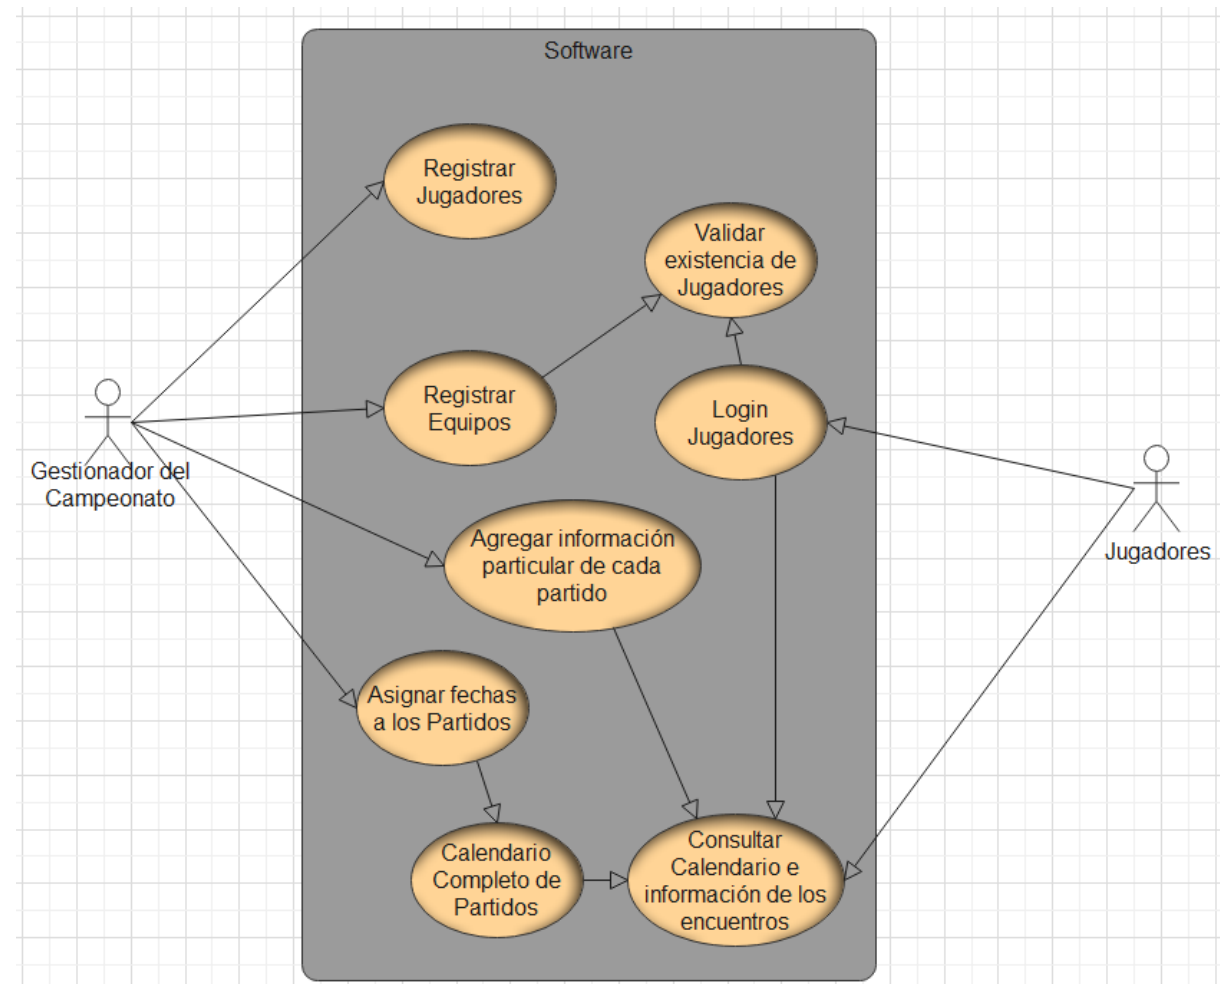 Software
Registrar
Jugadores
Validar
existencia de
Jugadores
Registrar
Equipos
Login
Jugadores
Gestionador del
Campeonato
Jugadores
Agregar información
particular de cada
partido
Asignar fechas
a los Partidos
Calendario
Completo de
Partidos
Consultar
Calendario e
información de los
encuentros